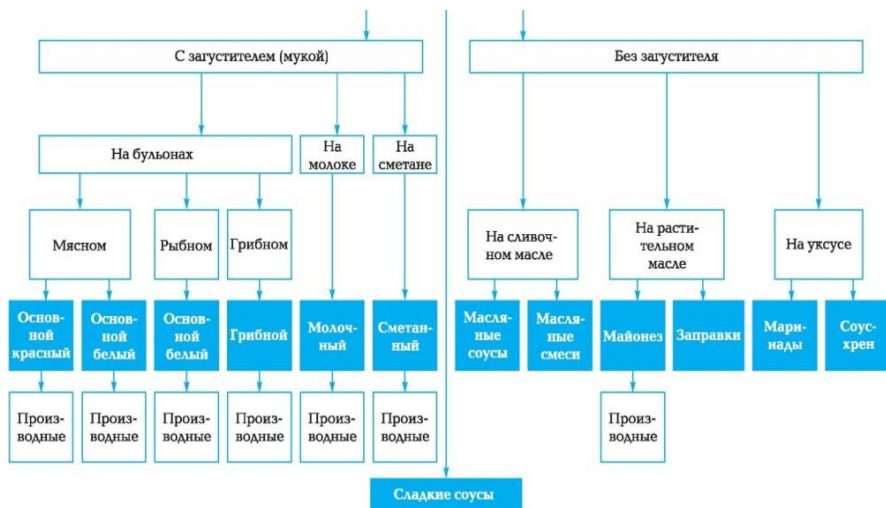 С загустителем (мукой)
Без загустителя
На бульонах
На
молоке
На
сметане
Мясном
Рыбном
Грибном
На сливоч-
ном масле
На расти-
тельном
масле
На уксусе
Основ-
ной
красный
Основ-
ной
белый
Основ-
ной
белый
Грибной
Молоч-
ный
Сметан-
ный
Масля-
ные
соусы
Масля-
ные
смеси
Майонез
Заправки
Мари-
нады
Соус-
хрен
Произ-
водные
Произ-
водные
Произ-
водные
Произ-
водные
Произ-
водные
Произ-
водные
Произ-
водные
Сладкие соусы